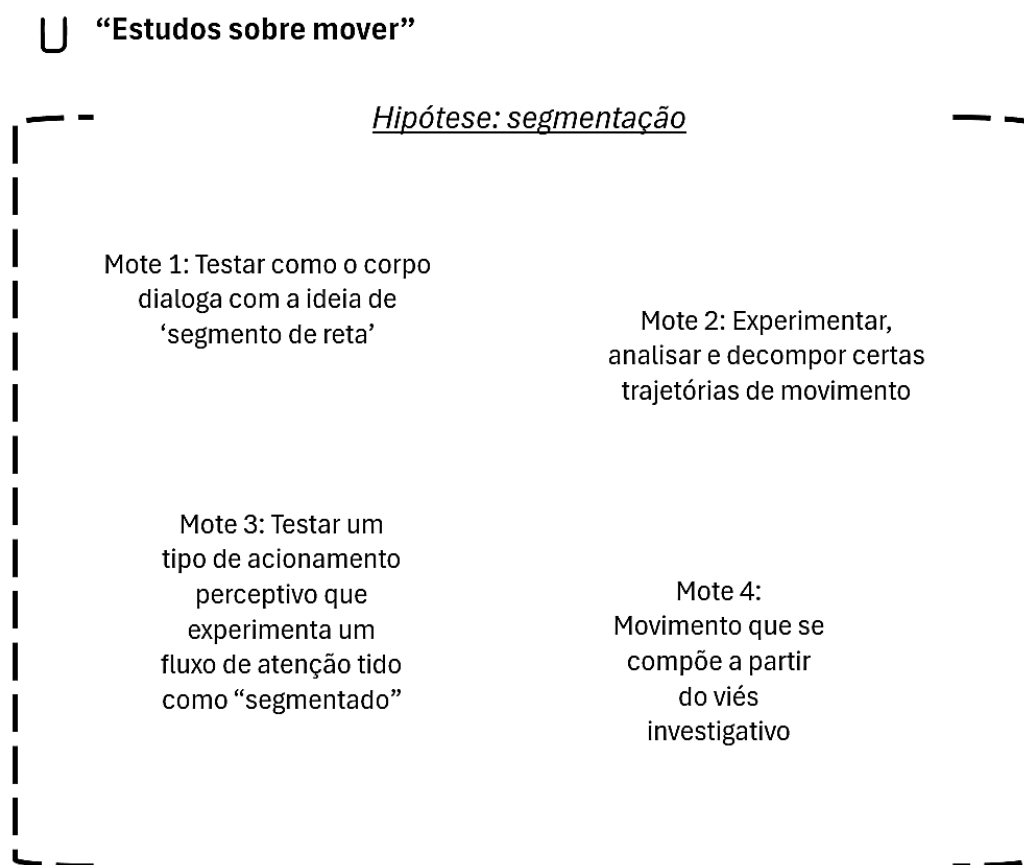 “Estudos sobre mover”
Hipótese: segmentação
Mote 1: Testar como o corpo
dialoga com a ideia de
‘segmento de reta’
Mote 2: Experimentar,
analisar e decompor certas
trajetórias de movimento
Mote 3: Testar um
tipo de acionamento
perceptivo que
experimenta um
fluxo de atenção tido
como “segmentado”
Mote 4:
Movimento que se
compõe a partir
do viés
investigativo